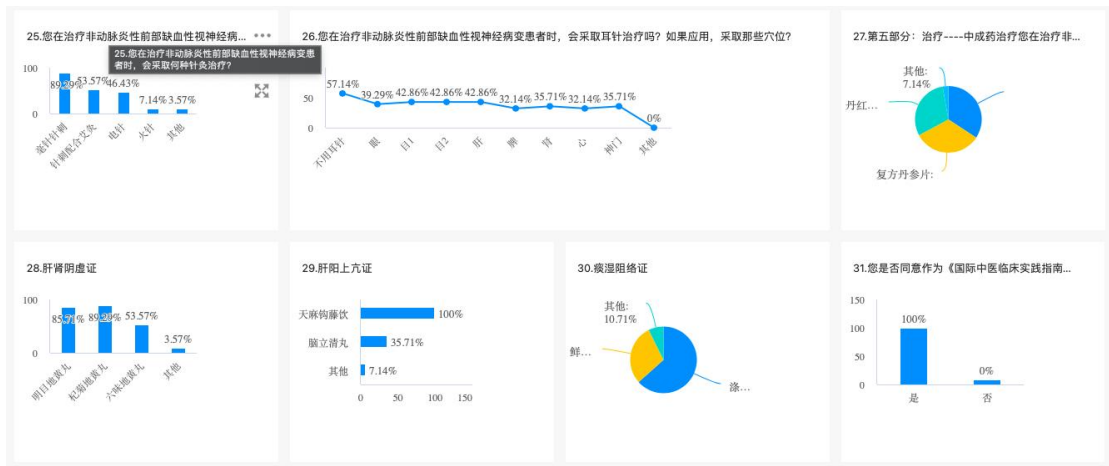 25.您在治疗非动脉炎性前部缺血性视神经病...
25.您在治疗非动脉炎性前部缺血性视神经病变患
者时，会采取何种针灸治疗?
100
0
89.29%
53.57%
46.43%
7.14%
3.57%
毫针针刺
针刺配合艾灸
电针
火针
其他
26.您在治疗非动脉炎性前部缺血性视神经病变患者时，会采取耳针治疗吗？如果应用，采取那些穴位?
50
0
57.14%
39.29%
42.86%
42.86%
42.86%
32.14%
35.71%
32.14%
35.71%
0%
不用耳针
眼
目1
目2
肝
脾
肾
心
神门
其他
27.第五部分：治疗----中成药治疗您在治疗非...
其他:
7.14%
丹红...
复方丹参片:
28.肝肾阴虚证
100
0
85.71%
89.29%
53.57%
3.57%
明目地黄丸
杞菊地黄丸
六味地黄丸
其他
29.肝阳上亢证
天麻钩藤饮
100%
脑立清丸
35.71%
其他
7.14%
0
50
100
150
30.痰湿阻络证
其他:
10.71%
鲜...
涤...
31.您是否同意作为《国际中医临床实践指南...
150
100
50
0
100%
0%
是
否